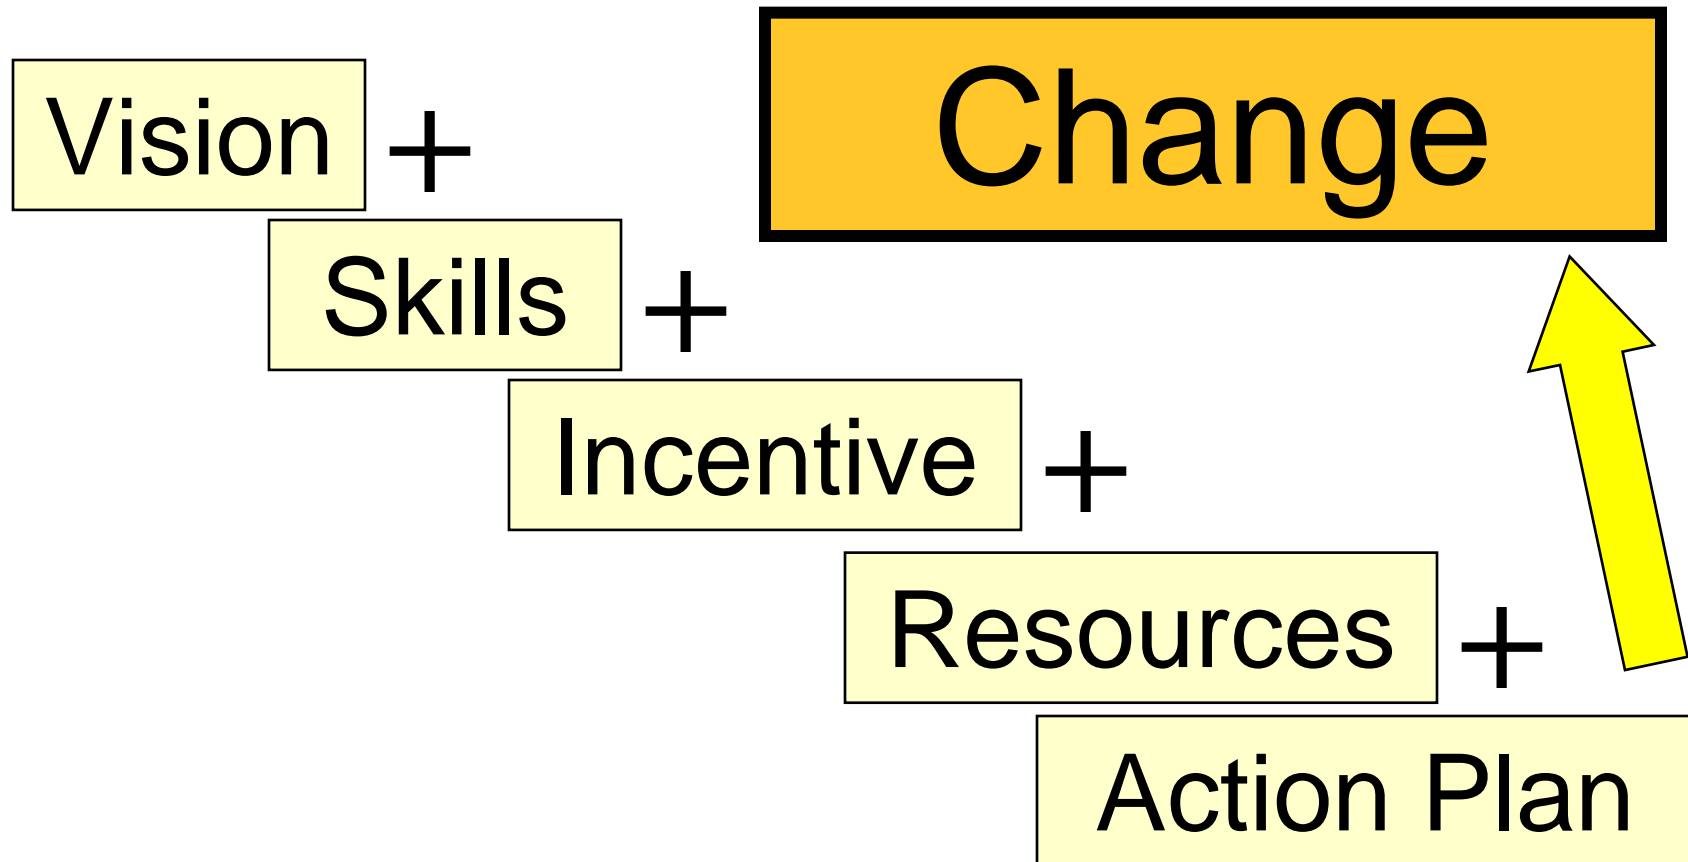 Vision +
Change
Skills +
Incentive +
Resources +
Action Plan